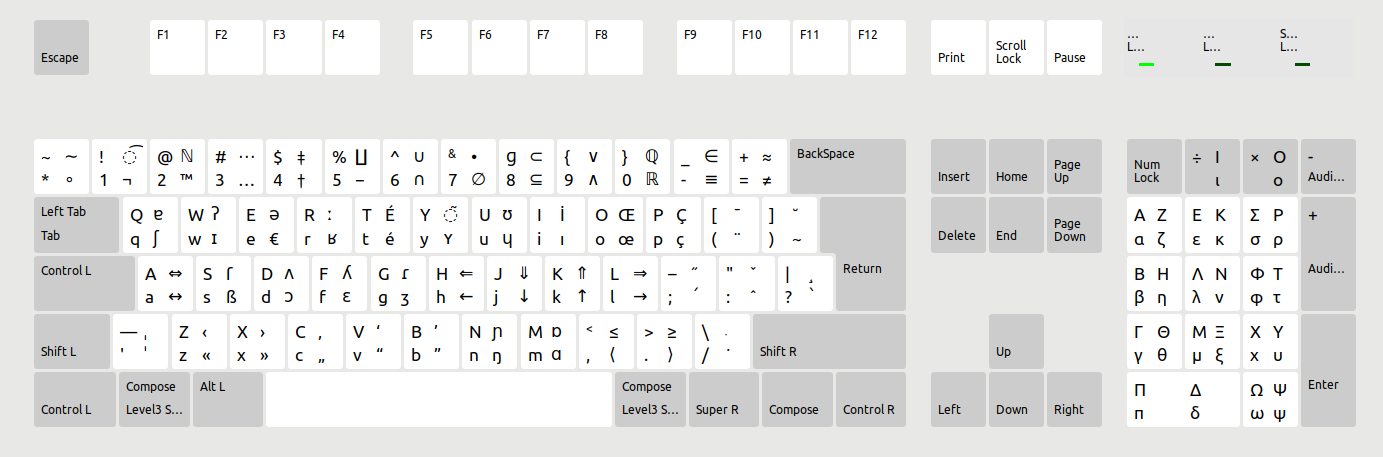 Escape F1 F2 F3 F4 F5 F6 F7 F8 F9 F10 F11 F12 Print Scroll Lock Pause ... L... ... L... S... L...
~ ∼ ! ͡ @ ℕ # ⋯ $ ‡ % ∐ ^ ∪ & • g ⊂ { ∨ } ℚ _ ∈ + ≈ BackSpace
* ∘ 1 ¬ 2 ™ 3 … 4 † 5 − 6 ∩ 7 ∅ 8 ⊆ 9 ∧ 0 ℝ - ≡ = ≠
Insert Home Page Up Num Lock ÷ Ι × Ο - Audi...
ι ο
Left Tab Q ɐ W ʔ E ə R ː T É Y ◌̃ U ʊ I İ O Œ P Ç [ ¯ ] ˘
Tab q ʃ w ɪ e € r ʁ t é y ʏ u ɥ i ı o œ p ç ( ¨ ) ~
Delete End Page Down Α Ζ Ε Κ Σ Ρ +
α ζ ε κ σ ρ
Control L A ⇔ S ſ D ʌ F ʎ G ɾ H ⇐ J ⇓ K ⇑ L ⇒ – ˝ " ˇ | ¸ Return
a ↔ s ß d ɔ f ɛ g ʒ h ← j ↓ k ↑ l → ; ´ : ˆ ? `
Β Η Λ Ν Φ Τ Audi...
β η λ ν φ τ
Shift L — ¦ Z ‹ X › C ‚ V ‘ B ’ N ɲ M ɒ < ≤ > ≥ \ . Shift R
' ¦ z « x » c „ v “ b ” n ŋ m ɑ , ⟨ . ⟩ / ˙
Up Γ Θ Μ Ξ Χ Υ
γ θ μ ξ χ υ
Control L Compose Level3 S... Alt L Compose Level3 S... Super R Compose Control R
Left Down Right Π Δ Ω Ψ Enter
π δ ω ψ